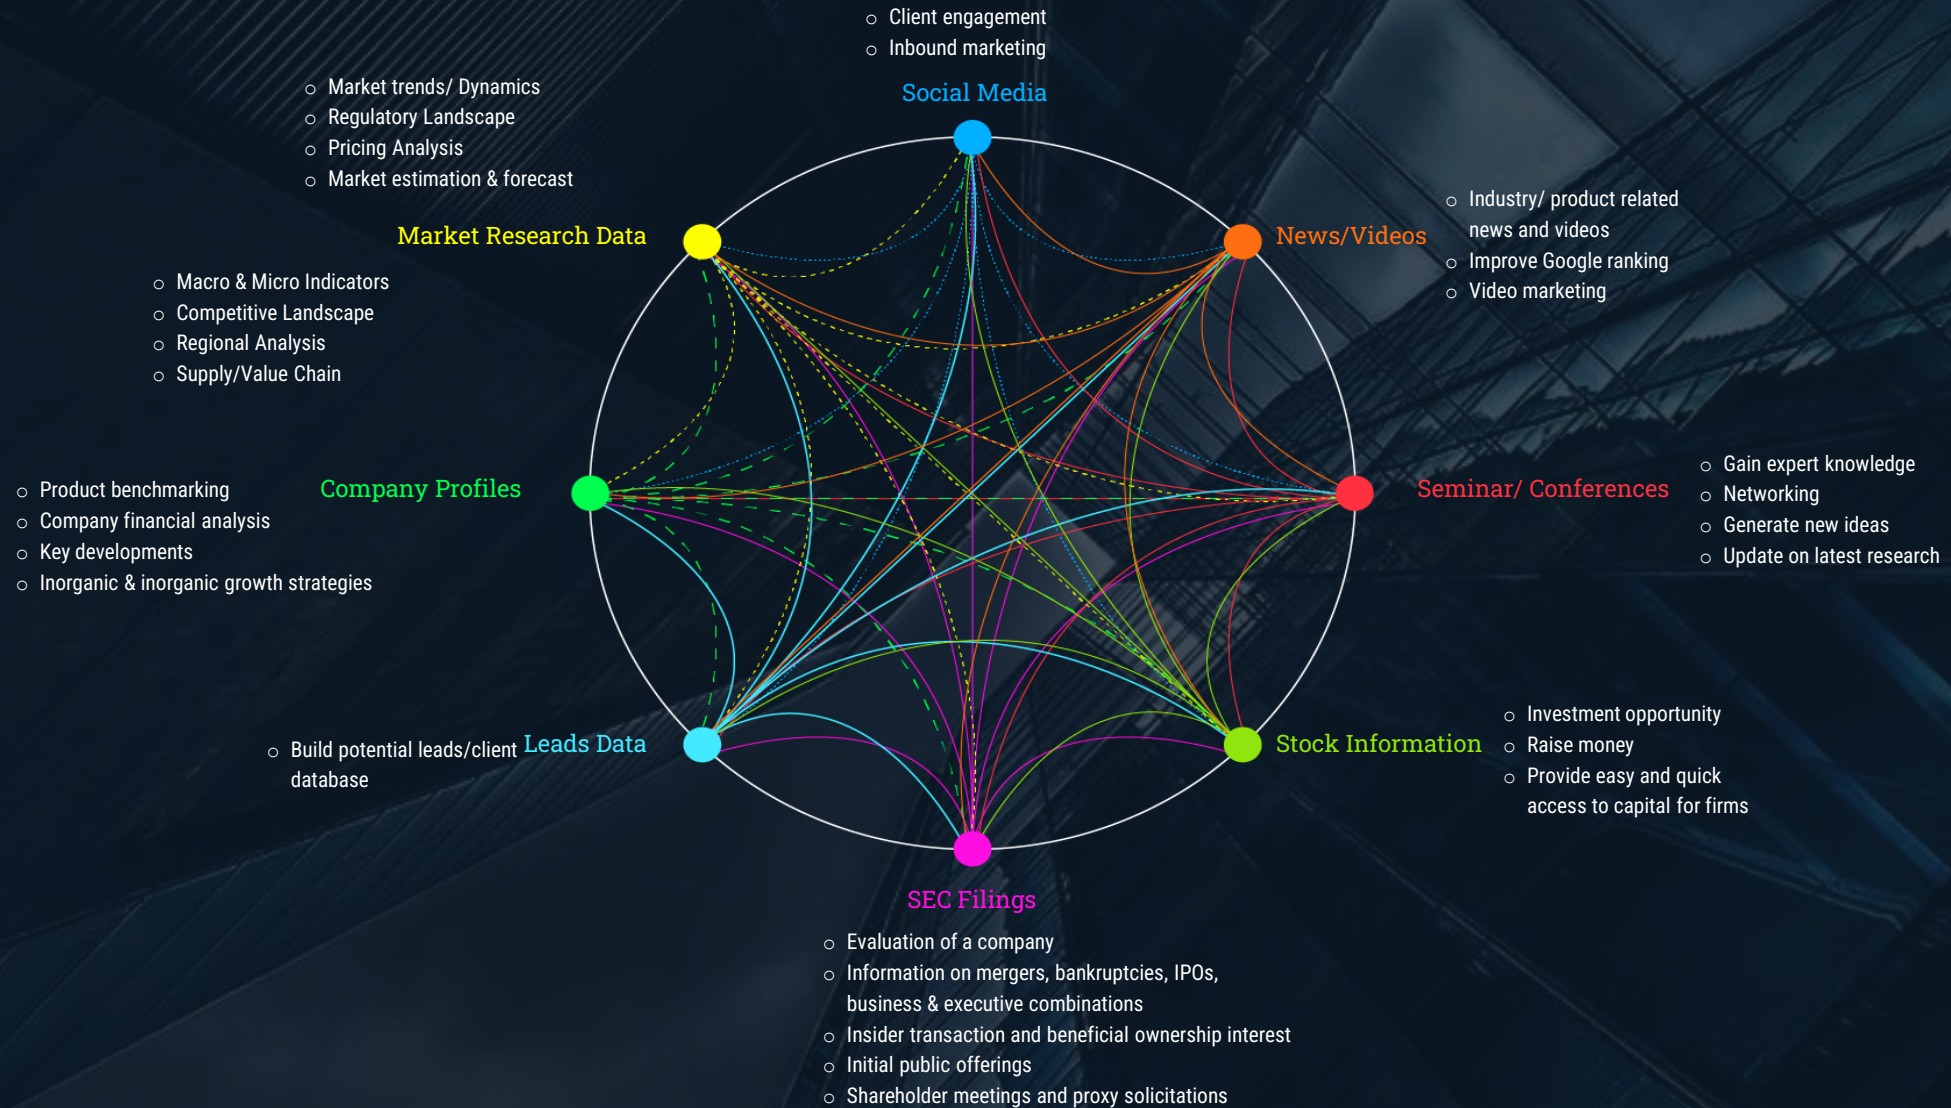 ○ Client engagement
○ Inbound marketing
Social Media
○ Market trends/ Dynamics
○ Regulatory Landscape
○ Pricing Analysis
○ Market estimation & forecast
Market Research Data
○ Macro & Micro Indicators
○ Competitive Landscape
○ Regional Analysis
○ Supply/Value Chain
News/Videos
○ Industry/ product related
news and videos
○ Improve Google ranking
○ Video marketing
○ Product benchmarking
○ Company financial analysis
○ Key developments
○ Inorganic & inorganic growth strategies
Company Profiles
Seminar/ Conferences
○ Gain expert knowledge
○ Networking
○ Generate new ideas
○ Update on latest research
○ Build potential leads/client
database
Leads Data
Stock Information
○ Investment opportunity
○ Raise money
○ Provide easy and quick
access to capital for firms
SEC Filings
○ Evaluation of a company
○ Information on mergers, bankruptcies, IPOs,
business & executive combinations
○ Insider transaction and beneficial ownership interest
○ Initial public offerings
○ Shareholder meetings and proxy solicitations